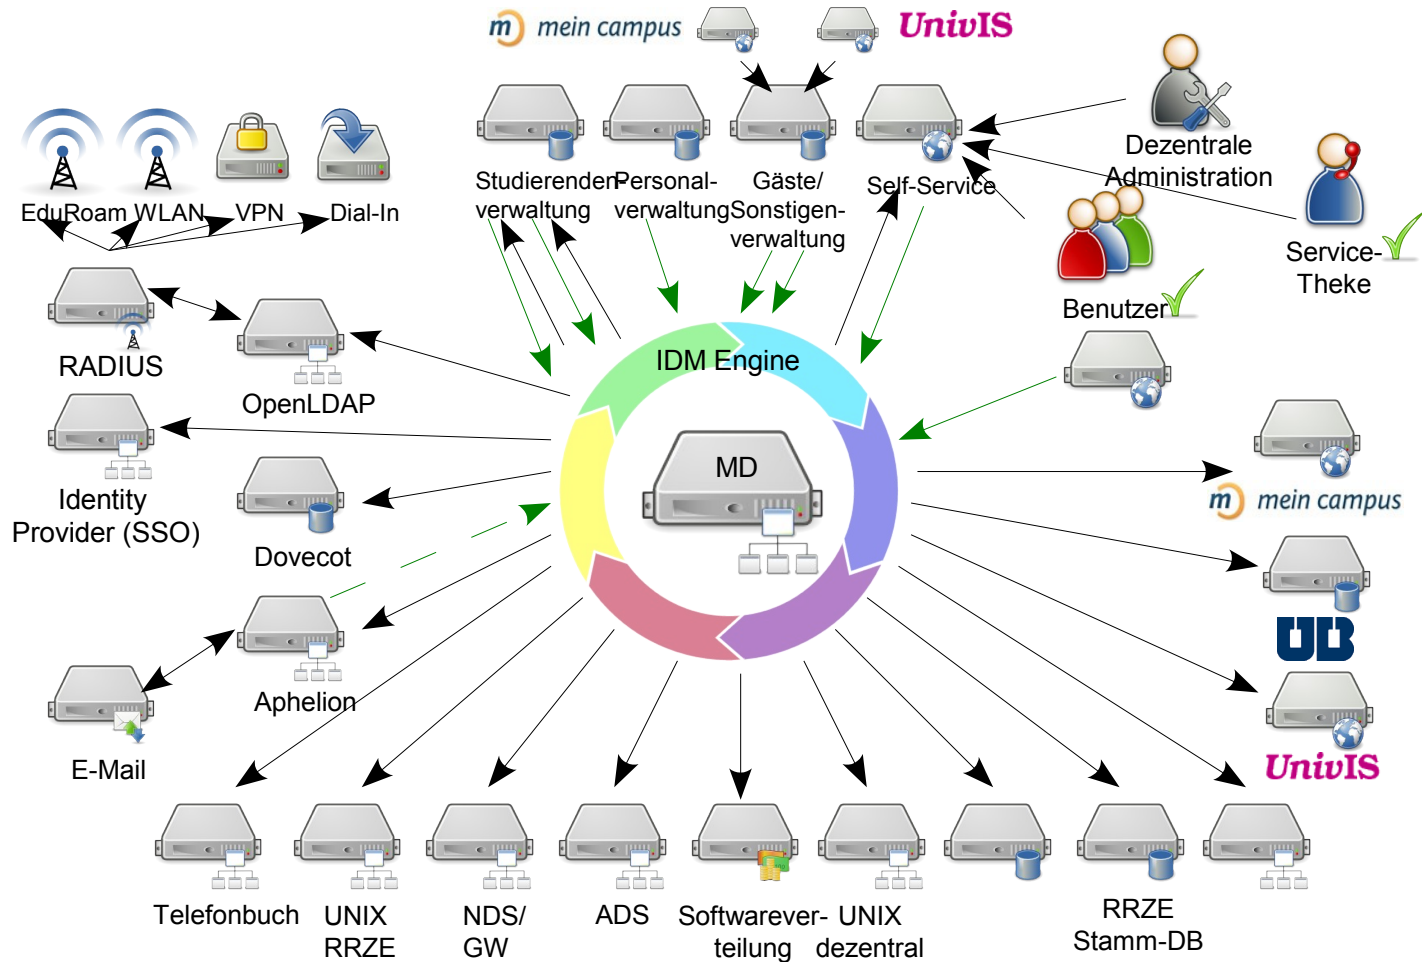 m mein campus
UnivIS
EduRoam WLAN VPN Dial-In
Studierenden-
verwaltung
Personal-
verwaltung
Gäste/
Sonstigen-
verwaltung
Self-Service
Dezentrale
Administration
Service-
Theke
Benutzer
RADIUS
OpenLDAP
IDM Engine
MD
Identity
Provider (SSO)
Dovecot
Aphelion
E-Mail
m mein campus
UB
UnivIS
Telefonbuch
UNIX
RRZE
NDS/
GW
ADS
Softwarever-
teilung
UNIX
dezentral
RRZE
Stamm-DB